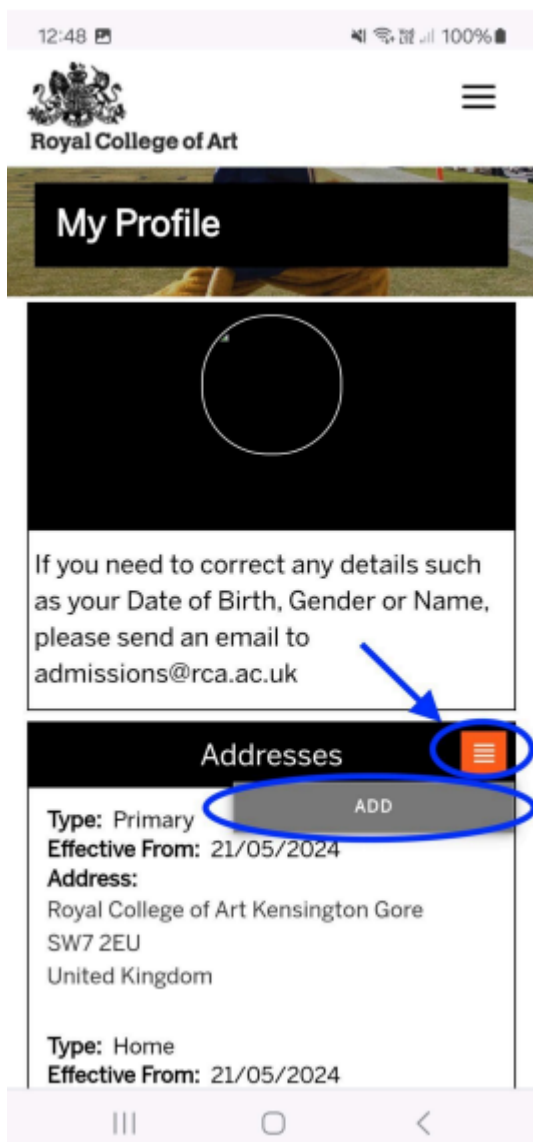 12:48 100%
Royal College of Art
My Profile
If you need to correct any details such
as your Date of Birth, Gender or Name,
please send an email to
admissions@rca.ac.uk
Addresses
ADD
Type: Primary
Effective From: 21/05/2024
Address:
Royal College of Art Kensington Gore
SW7 2EU
United Kingdom
Type: Home
Effective From: 21/05/2024